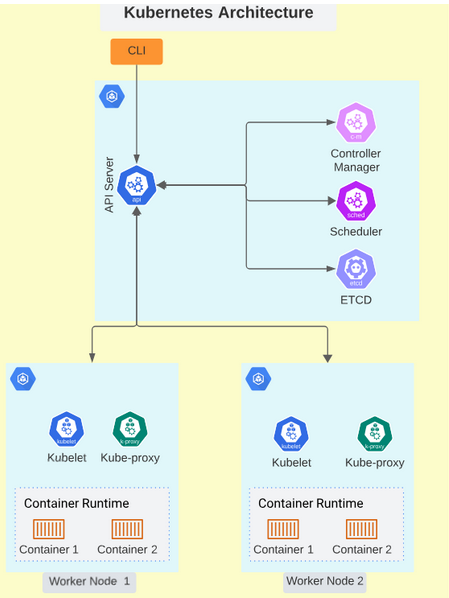 Kubernetes Architecture
CLI
API Server
api
c-m
Controller
Manager
sched
Scheduler
etcd
ETCD
kubelet
k-proxy
Kubelet
Kube-proxy
Container Runtime
Container 1
Container 2
Worker Node 1
kubelet
k-proxy
Kubelet
Kube-proxy
Container Runtime
Container 1
Container 2
Worker Node 2